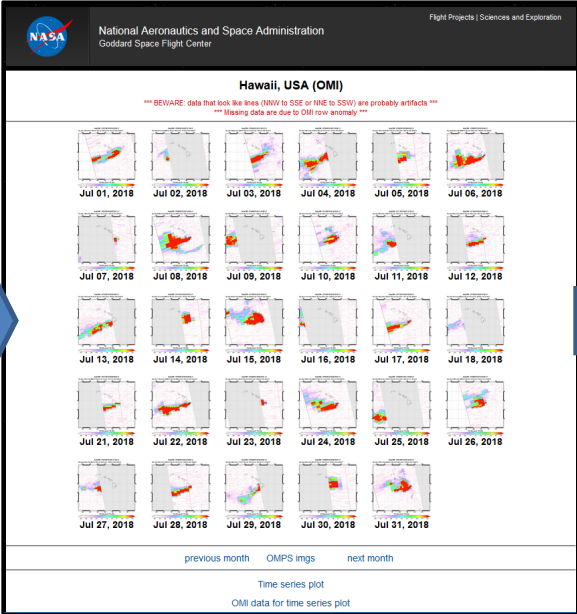 NASA
National Aeronautics and Space Administration
Goddard Space Flight Center
Flight Projects | Sciences and Exploration
Hawaii, USA (OMI)
*** BEWARE: data that look like lines (NNW to SSE or NNE to SSW) are probably artifacts ***
*** Missing data are due to OMI row anomaly ***
Jul 01, 2018 Jul 02, 2018 Jul 03, 2018 Jul 04, 2018 Jul 05, 2018 Jul 06, 2018
Jul 07, 2018 Jul 08, 2018 Jul 09, 2018 Jul 10, 2018 Jul 11, 2018 Jul 12, 2018
Jul 13, 2018 Jul 14, 2018 Jul 15, 2018 Jul 16, 2018 Jul 17, 2018 Jul 18, 2018
Jul 21, 2018 Jul 22, 2018 Jul 23, 2018 Jul 24, 2018 Jul 25, 2018 Jul 26, 2018
Jul 27, 2018 Jul 28, 2018 Jul 29, 2018 Jul 30, 2018 Jul 31, 2018
previous month OMPS imgs next month
Time series plot
OMI data for time series plot